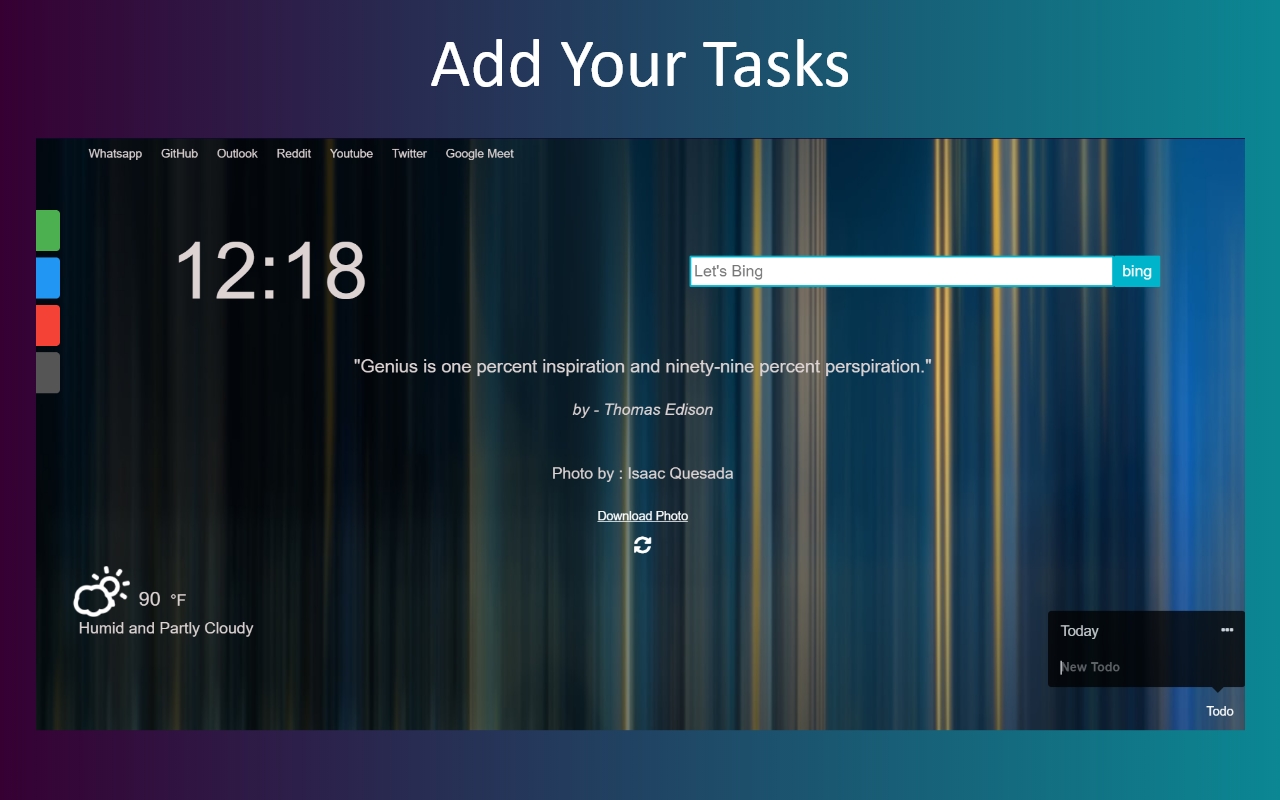 Add Your Tasks
Whatsapp GitHub Outlook Reddit Youtube Twitter Google Meet
12:18
Let's Bing bing
"Genius is one percent inspiration and ninety-nine percent perspiration."
by - Thomas Edison
Photo by : Isaac Quesada
Download Photo
90 °F
Humid and Partly Cloudy
Today
New Todo
Todo